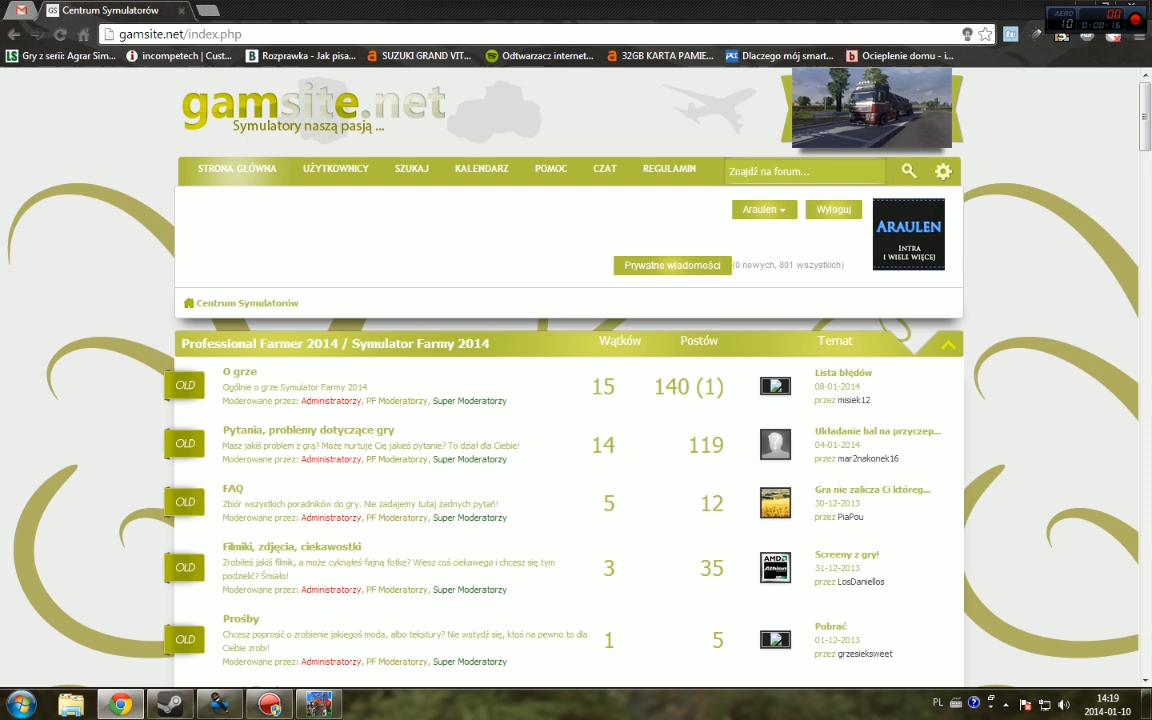 GS Centrum Symulatorów
AERO
10
00
0:00:16
gamsite.net/index.php
Gry z serii: Agrar Sim...
incompetech | Cust...
Rozprawka - Jak pisa...
SUZUKI GRAND VIT...
Odtwarzacz internet...
32GB KARTA PAMIE...
Dlaczego mój smart...
Ocieplenie domu - i...
gamsite.net
Symulatory naszą pasją ...
STRONA GŁÓWNA UŻYTKOWNICY SZUKAJ KALENDARZ POMOC CZAT REGULAMIN Znajdź na forum...
Araulen Wyloguj
ARAULEN
INTRA
I WIELE WIĘCEJ
Prywatne wiadomości (0 nowych, 801 wszystkich)
Centrum Symulatorów
Professional Farmer 2014 / Symulator Farmy 2014 Wątków Postów Temat
OLD
O grze
Ogólnie o grze Symulator Farmy 2014
Moderowane przez: Administratorzy, PF Moderatorzy, Super Moderatorzy
15 140 (1)
Lista błędów
08-01-2014
przez misiek12
OLD
Pytania, problemy dotyczące gry
Masz jakiś problem z grą? Może nurtuje Cię jakieś pytanie? To dział dla Ciebie!
Moderowane przez: Administratorzy, PF Moderatorzy, Super Moderatorzy
14 119
Układanie bal na przyczep...
04-01-2014
przez mar2nakonek16
OLD
FAQ
Zbiór wszystkich poradników do gry. Nie zadajemy tutaj żadnych pytań!
Moderowane przez: Administratorzy, PF Moderatorzy, Super Moderatorzy
5 12
Gra nie zalicza Ci któreg...
30-12-2013
przez PiaPou
OLD
Filmiki, zdjęcia, ciekawostki
Zrobiłeś jakiś filmik, a może cyknąłeś fajną fotkę? Wiesz coś ciekawego i chcesz się tym
podzielić? Śmiało!
Moderowane przez: Administratorzy, PF Moderatorzy, Super Moderatorzy
3 35
AMD
Athlon
Screeny z gry!
31-12-2013
przez LosDaniellos
OLD
Prośby
Chcesz poprosić o zrobienie jakiegoś moda, albo tekstury? Nie wstydź się, ktoś na pewno to dla
Ciebie zrobi!
Moderowane przez: Administratorzy, PF Moderatorzy, Super Moderatorzy
1 5
Pobrać
01-12-2013
przez grzesieksweet
PL
14:19
2014-01-10